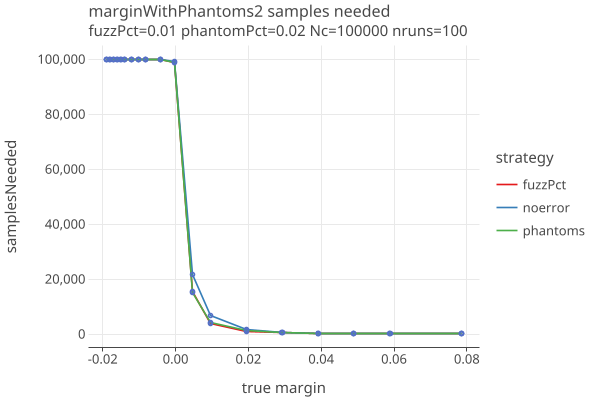 marginWithPhantoms2 samples needed
fuzzPct=0.01 phantomPct=0.02 Nc=100000 nruns=100
100,000
80,000
60,000
40,000
20,000
0
samplesNeeded
-0.02
0.00
0.02
0.04
0.06
0.08
true margin
strategy
fuzzPct
noerror
phantoms